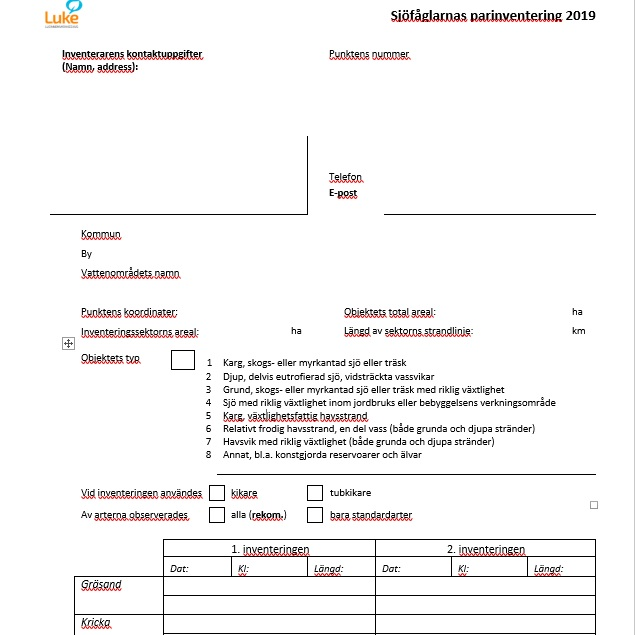 Luke
Sjöfåglarnas parinventering 2019
Inventerarens kontaktuppgifter
(Namn, address):
Punktens nummer
Telefon
E-post
Kommun
By
Vattenområdets namn
Punktens koordinater:
Objektets total areal: ha
Inventeringssektorns areal: ha
Längd av sektorns strandlinje: km
Objektets typ
1 Karg, skogs- eller myrkantad sjö eller träsk
2 Djup, delvis eutrofierad sjö, vidsträckta vassvikar
3 Grund, skogs- eller myrkantad sjö eller träsk med riklig växtlighet
4 Sjö med riklig växtlighet inom jordbruks eller bebyggelsens verkningsområde
5 Karg, växtlighetsfattig havsstrand
6 Relativt frodig havsstrand, en del vass (både grunda och djupa stränder)
7 Havsvik med riklig växtlighet (både grunda och djupa stränder)
8 Annat, bl.a. konstgjorda reservoarer och älvar
Vid inventeringen användes kikare tubkikare
Av arterna observerades alla (rekom.) bara standardarter
1. inventeringen 2. inventeringen
Dat: Kl: Längd: Dat: Kl: Längd:
Gräsand
Kricka